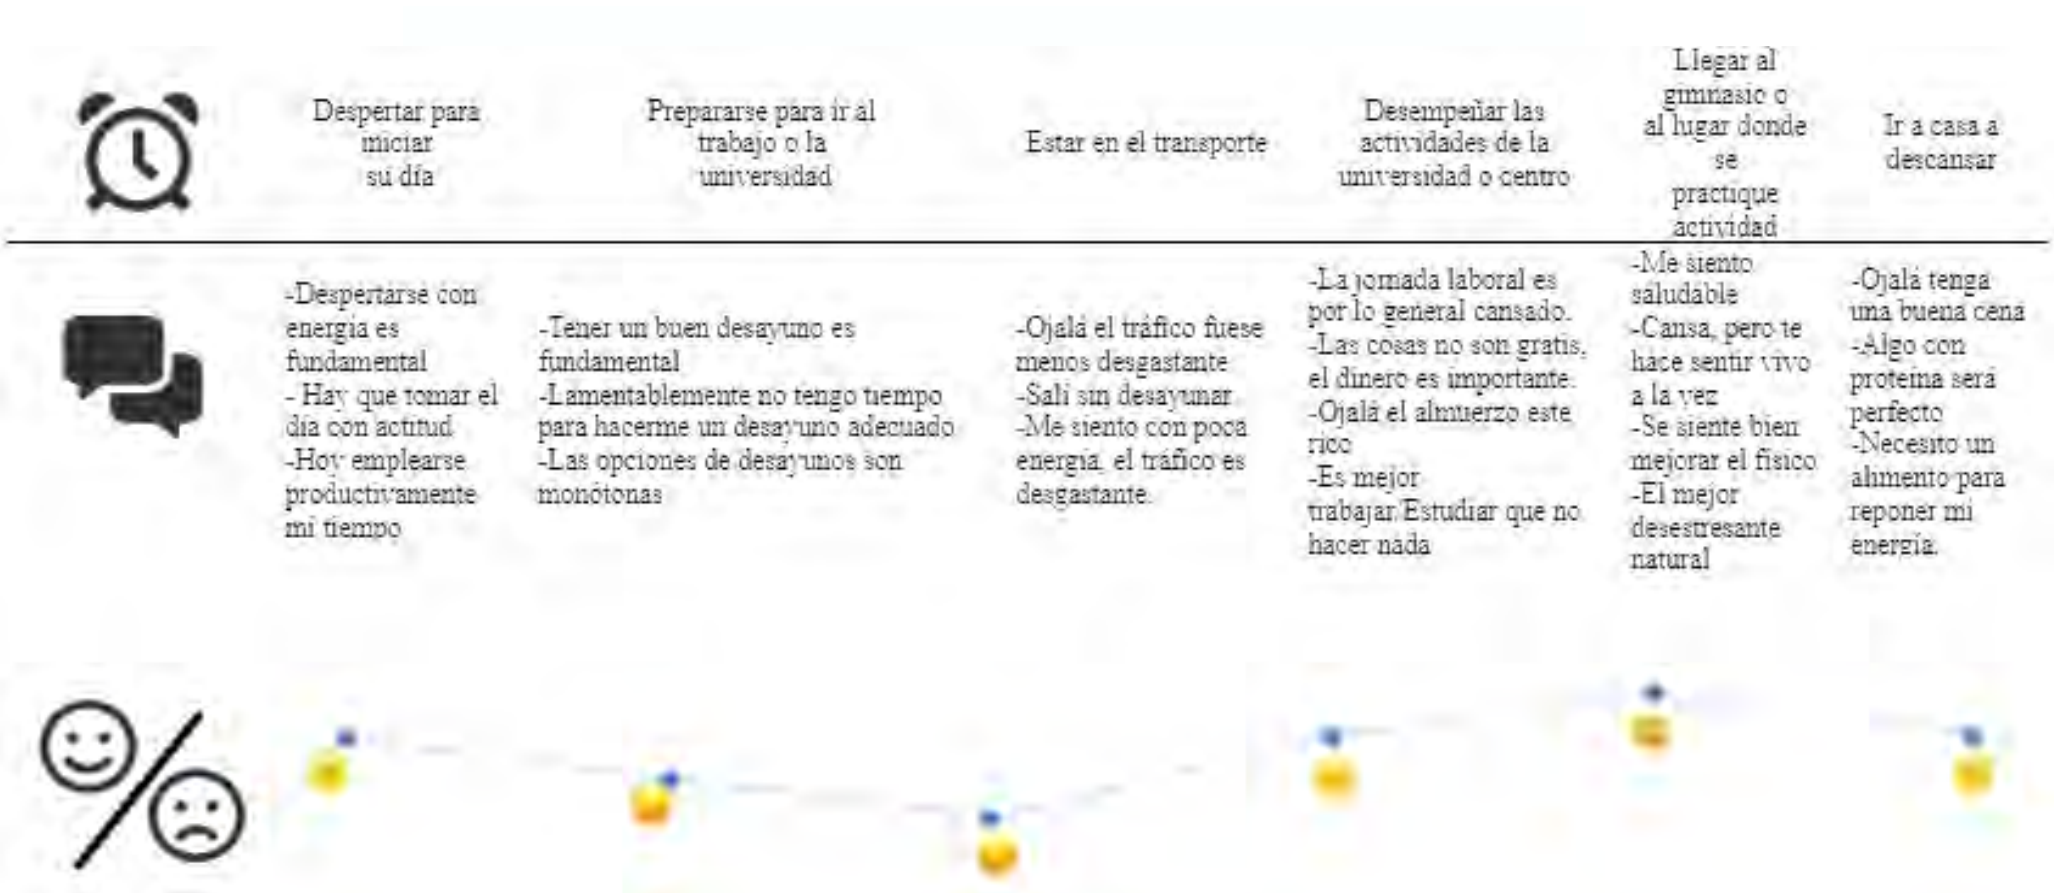 Despertar para
iniciar
su día
Prepararse para ir al
trabajo o la
universidad
Estar en el transporte
Desempeñar las
actividades de la
universidad o centro
Llegar al
gimnasio o
al lugar donde
se
practique
actividad
Ir a casa a
descansar
-Despertarse con
energía es
fundamental
- Hay que tomar el
día con actitud
-Hoy emplearse
productivamente
mi tiempo
-Tener un buen desayuno es
fundamental
-Lamentablemente no tengo tiempo
para hacerme un desayuno adecuado
-Las opciones de desayunos son
monótonas
-Ojalá el tráfico fuese
menos desgastante
-Salí sin desayunar
-Me siento con poca
energía, el tráfico es
desgastante.
-La jornada laboral es
por lo general cansado.
-Las cosas no son gratis,
el dinero es importante.
-Ojalá el almuerzo este
rico
-Es mejor
trabajar/Estudiar que no
hacer nada
-Me siento
saludable
-Cansa, pero te
hace sentir vivo
a la vez
-Se siente bien
mejorar el físico
-El mejor
desestresante
natural
-Ojalá tenga
una buena cena
-Algo con
proteína será
perfecto
-Necesito un
alimento para
reponer mi
energía.